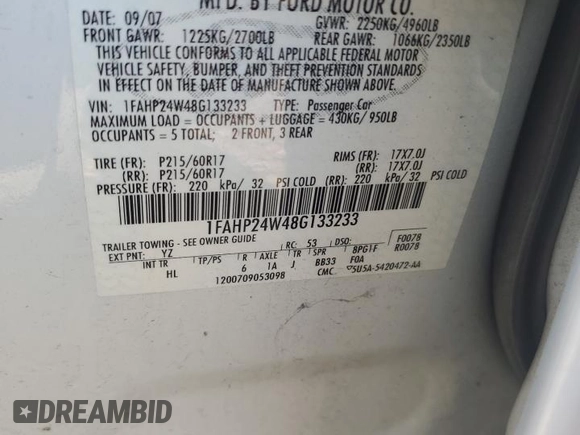 MFD. BY FORD MOTOR CO.
DATE: 09/07 GVWR: 2250KG/4960LB
FRONT GAWR: 1225KG/2700LB REAR GAWR: 1066KG/2350LB
THIS VEHICLE CONFORMS TO ALL APPLICABLE FEDERAL MOTOR
VEHICLE SAFETY, BUMPER, AND THEFT PREVENTION STANDARDS
IN EFFECT ON THE DATE OF MANUFACTURE SHOWN ABOVE.
VIN: 1FAHP24W48G133233 TYPE: Passenger Car
MAXIMUM LOAD = OCCUPANTS + LUGGAGE = 430KG/ 950LB
OCCUPANTS = 5 TOTAL: 2 FRONT, 3 REAR
TIRE (FR): P215/60R17 RIMS (FR): 17X7.0J
(RR): P215/60R17 (RR): 17X7.0J
PRESSURE (FR): 220 kPa/ 32 PSI COLD (RR): 220 kPa/ 32 PSI COLD
1FAHP24W48G133233
TRAILER TOWING - SEE OWNER GUIDE
EXT PNT: YZ RC: 53 DSO: F0078
R0078
INT TR TP/PS R AXLE TR SPR 8PG1F
HL 6 1A J BB33 FOA
1200709053098 CMC 5U5A-5420472-AA
DREAMBID